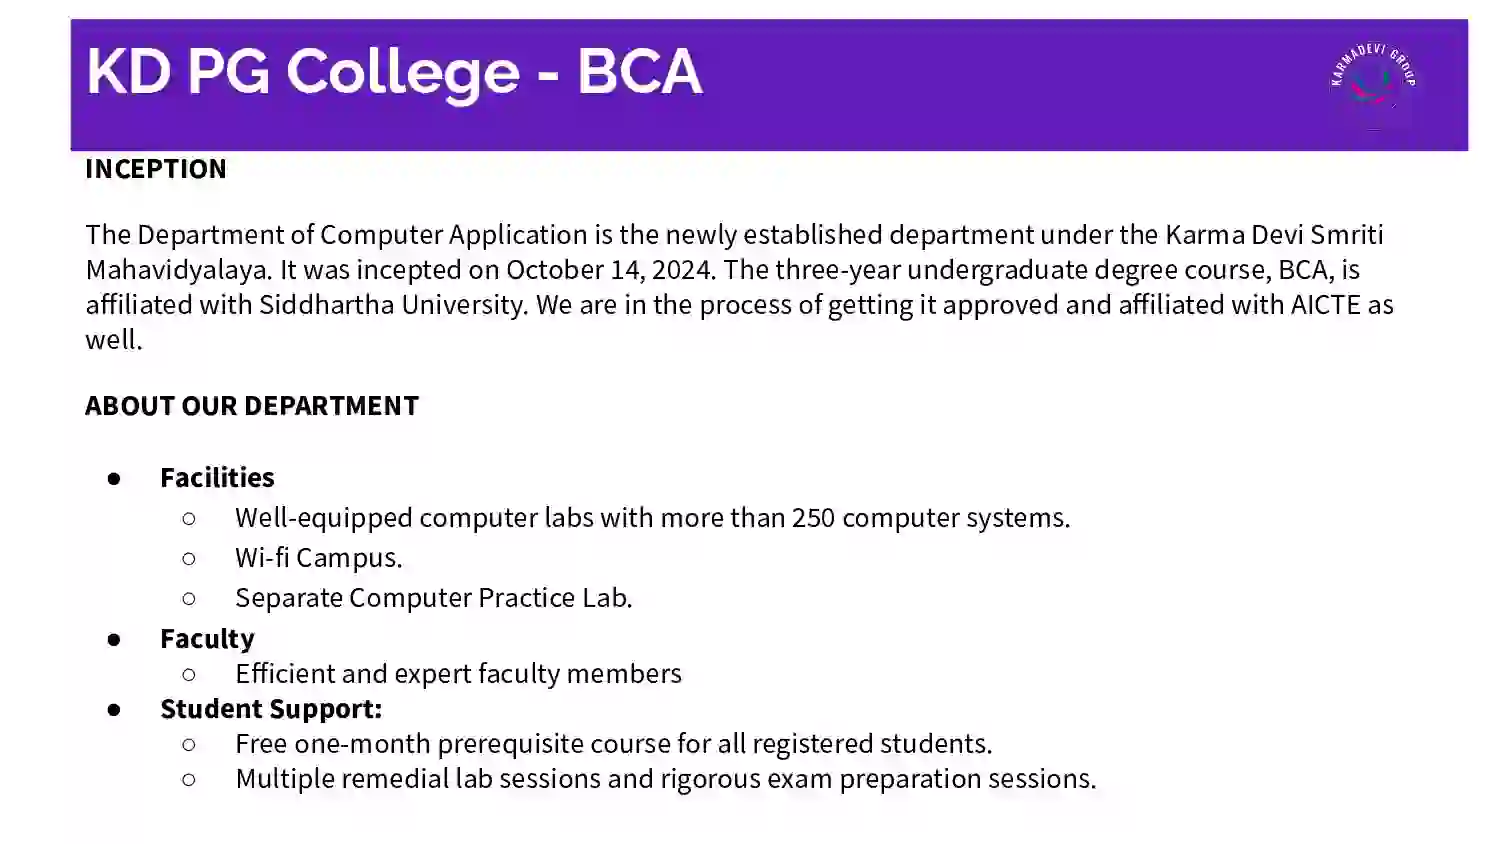 KD PG College - BCA
KARMADEVI GROUP
INCEPTION
The Department of Computer Application is the newly established department under the Karma Devi Smriti
Mahavidyalaya. It was incepted on October 14, 2024. The three-year undergraduate degree course, BCA, is
affiliated with Siddhartha University. We are in the process of getting it approved and affiliated with AICTE as
well.
ABOUT OUR DEPARTMENT
● Facilities
○ Well-equipped computer labs with more than 250 computer systems.
○ Wi-fi Campus.
○ Separate Computer Practice Lab.
● Faculty
○ Efficient and expert faculty members
● Student Support:
○ Free one-month prerequisite course for all registered students.
○ Multiple remedial lab sessions and rigorous exam preparation sessions.